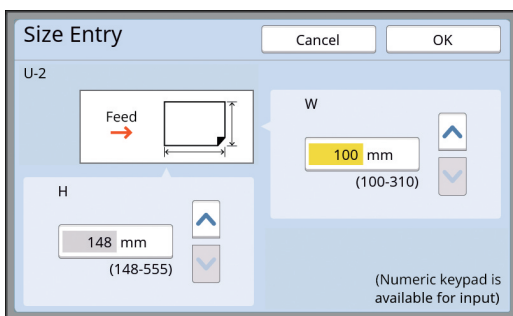 Size Entry
Cancel
OK
U-2
Feed
W
100 mm
(100-310)
H
148 mm
(148-555)
(Numeric keypad is
available for input)